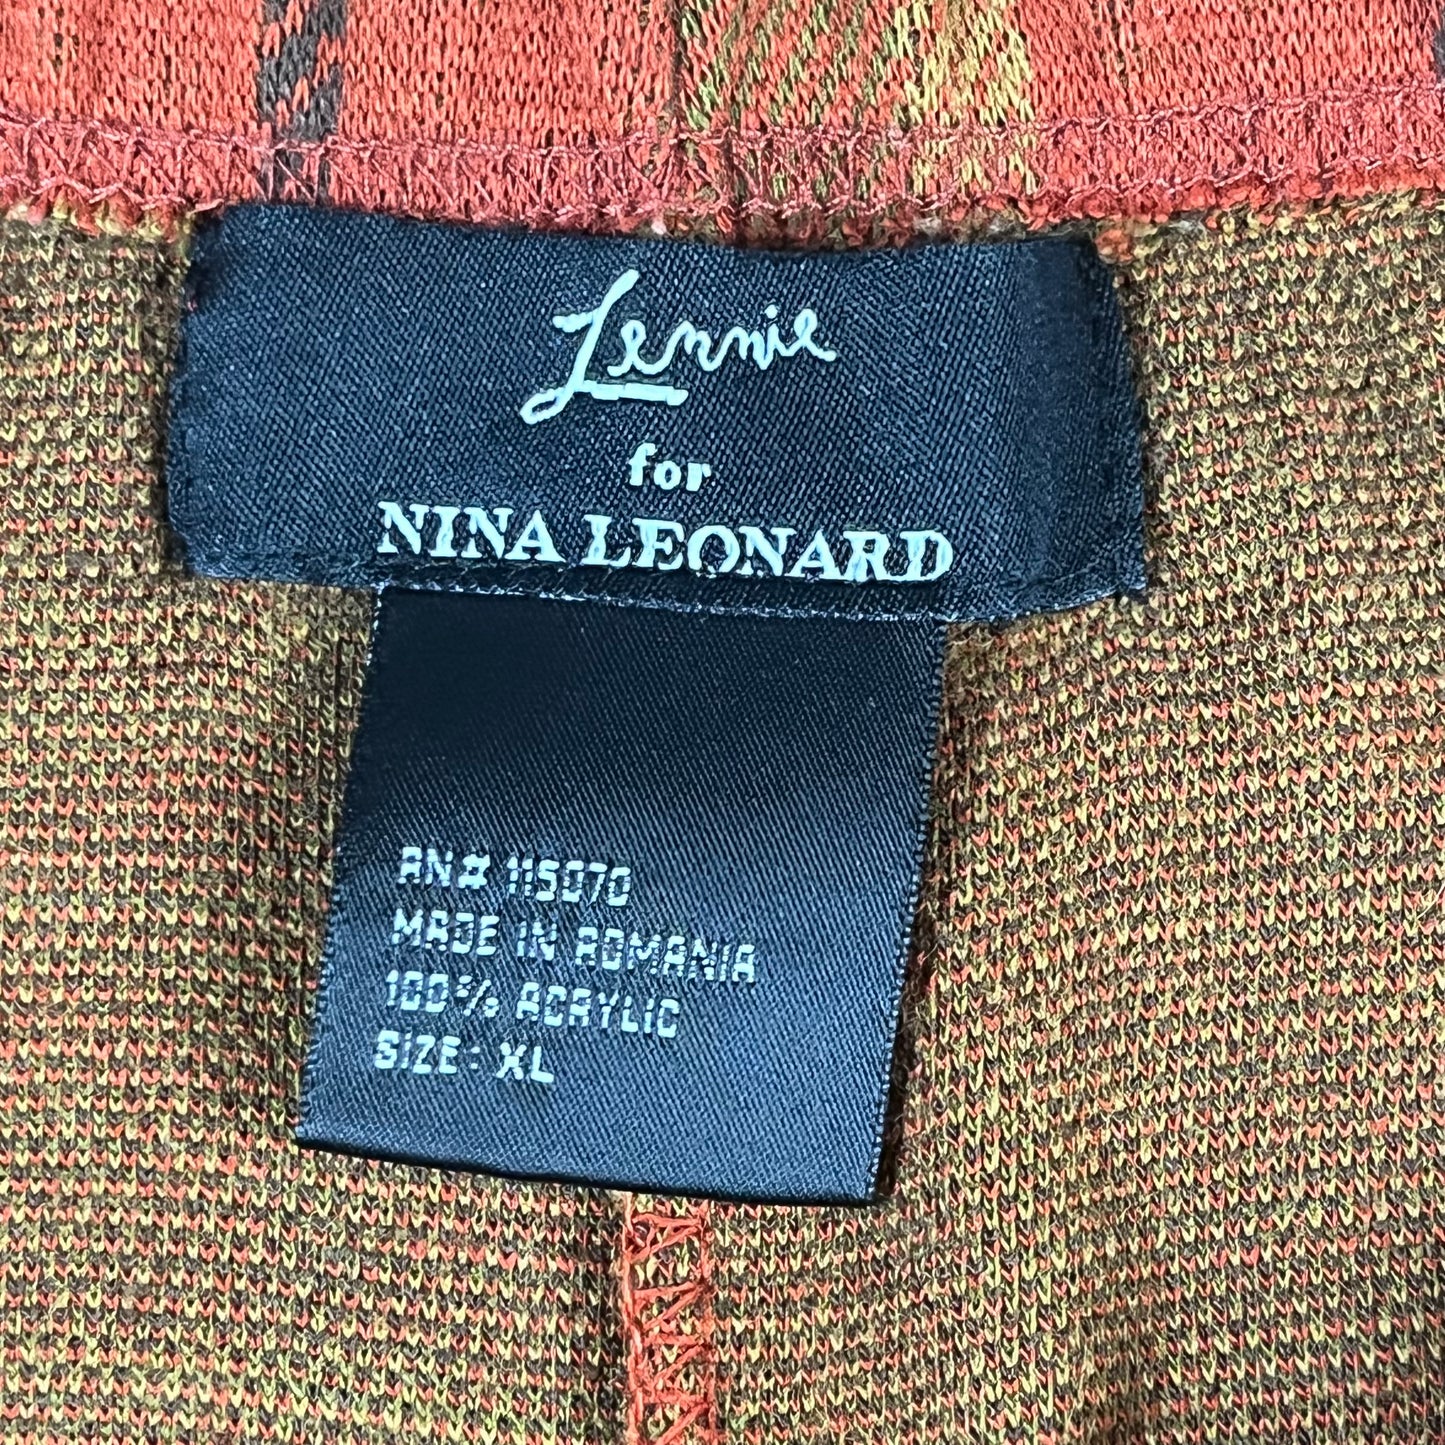 Lennie
for
NINA LEONARD
RN# 115070
MADE IN ROMANIA
100% ACRYLIC
SIZE: XL